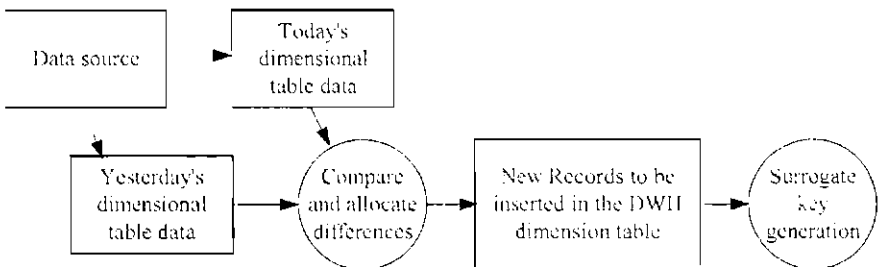 Data source
Today's
dimensional
table data
Yesterday's
dimensional
table data
Compare
and allocate
differences
New Records to be
inserted in the DWH
dimension table
Surrogate
key
generation